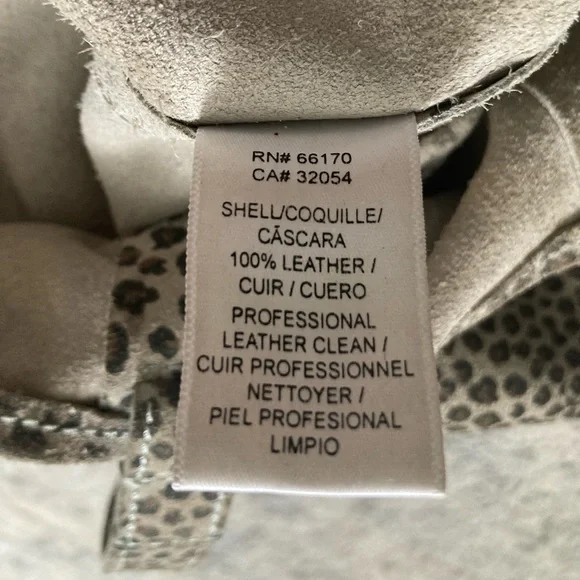 RN# 66170
CA# 32054
SHELL/COQUILLE/
CÃSCARA
100% LEATHER /
CUIR / CUERO
PROFESSIONAL
LEATHER CLEAN /
CUIR PROFESSIONNEL
NETTOYER /
PIEL PROFESIONAL
LIMPIO